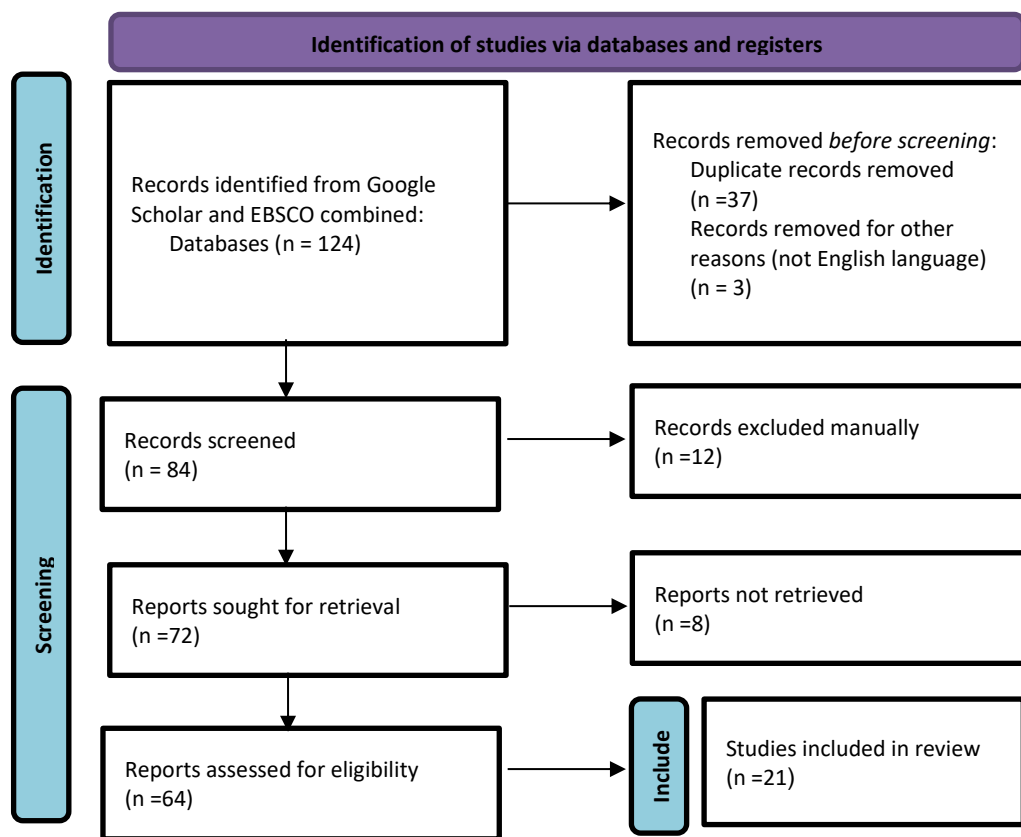 Identification of studies via databases and registers
Identification
Records identified from Google
Scholar and EBSCO combined:
Databases (n = 124)
Records removed before screening:
Duplicate records removed
(n =37)
Records removed for other
reasons (not English language)
(n = 3)
Screening
Records screened
(n = 84)
Records excluded manually
(n =12)
Reports sought for retrieval
(n =72)
Reports not retrieved
(n =8)
Reports assessed for eligibility
(n =64)
Include
Studies included in review
(n =21)